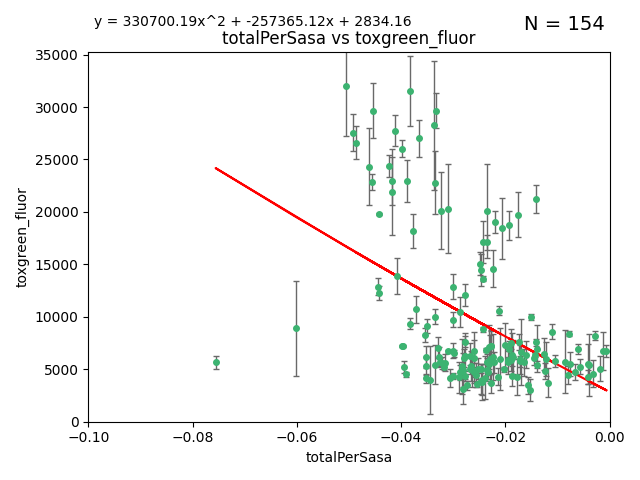 y = 330700.19x^2 + -257365.12x + 2834.16
N = 154
totalPerSasa vs toxgreen_fluor
35000
30000
25000
20000
15000
10000
5000
0
toxgreen_fluor
−0.10
−0.08
−0.06
−0.04
−0.02
0.00
totalPerSasa